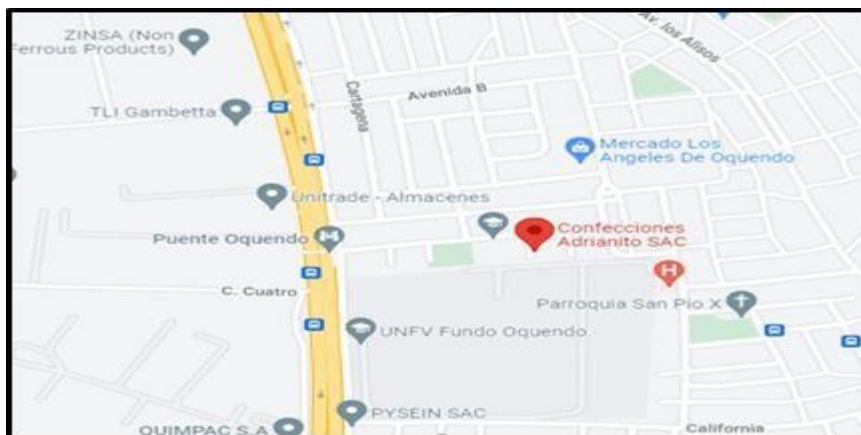 ZINSA (Non
Ferrous Products)
Av. los Alisos
Cartagena
Avenida B
TLI Gambetta
Mercado Los
Angeles De Oquendo
Unitrade - Almacenes
Confecciones
Adrianito SAC
Puente Oquendo
H
C. Cuatro
Parroquia San Pio X
UNFV Fundo Oquendo
PYSEIN SAC
QUIMPAC S.A
California